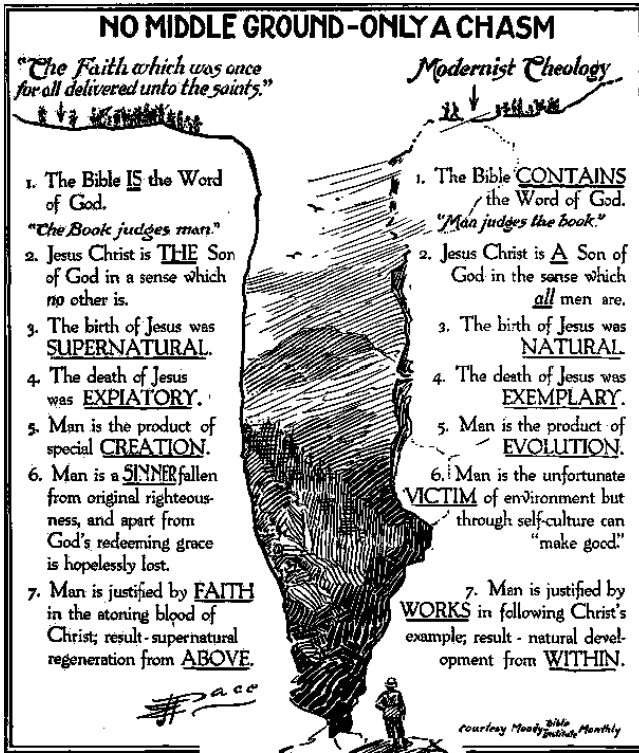 NO MIDDLE GROUND-ONLY A CHASM
"The Faith which was once
for all delivered unto the saints."
1. The Bible IS the Word
of God.
"The Book judges man."
2. Jesus Christ is THE Son
of God in a sense which
no other is.
3. The birth of Jesus was
SUPERNATURAL.
4. The death of Jesus
was EXPIATORY.
5. Man is the product of
special CREATION.
6. Man is a SINNER fallen
from original righteous-
ness, and apart from
God's redeeming grace
is hopelessly lost.
7. Man is justified by FAITH
in the atoning blood of
Christ; result-supernatural
regeneration from ABOVE.
Pace
Modernist Theology
1. The Bible CONTAINS
the Word of God.
"Man judges the book."
2. Jesus Christ is A Son of
God in the sense which
all men are.
3. The birth of Jesus was
NATURAL
4. The death of Jesus was
EXEMPLARY.
5. Man is the product of
EVOLUTION.
6. Man is the unfortunate
VICTIM of environment but
through self-culture can
"make good."
7. Man is justified by
WORKS in following Christ's
example; result - natural devel-
opment from WITHIN.
Courtesy Moody Bible Institute Monthly